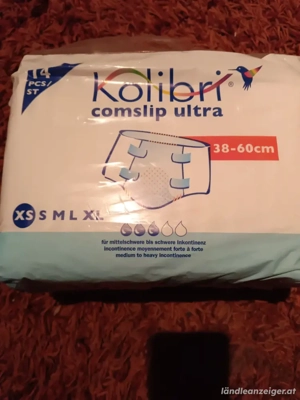 14
PCS/
ST
Kolibri®
comslip ultra
38-60cm
XS S M L XL
für mittelschwere bis schwere Inkontinenz
incontinence moyennement forte à forte
medium to heavy incontinence
ländleanzeiger.at